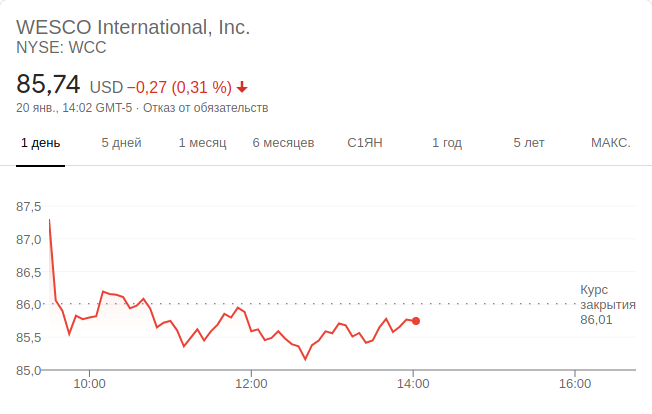 WESCO International, Inc.
NYSE: WCC
85,74 USD −0,27 (0,31 %)
20 янв., 14:02 GMT-5 · Отказ от обязательств
1 день 5 дней 1 месяц 6 месяцев С1ЯН 1 год 5 лет МАКС.
87,5
87,0
86,5
86,0
85,5
85,0
Курс
закрытия
86,01
10:00 12:00 14:00 16:00